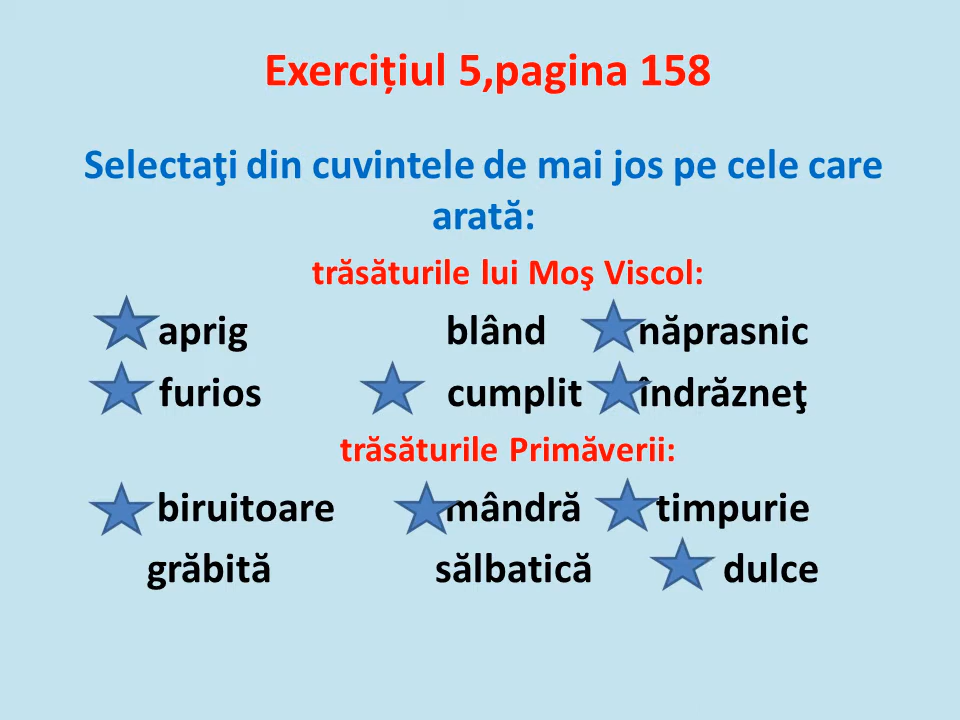 Exercițiul 5,pagina 158
Selectaţi din cuvintele de mai jos pe cele care
arată:
trăsăturile lui Moş Viscol:
aprig blând năprasnic
furios cumplit îndrăzneţ
trăsăturile Primăverii:
biruitoare mândră timpurie
grăbită sălbatică dulce